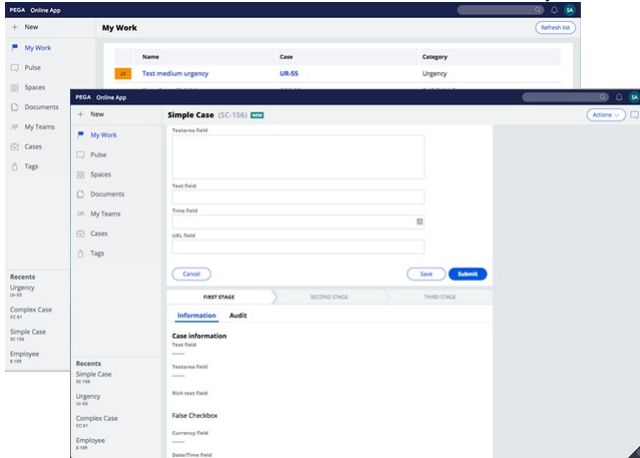 PEGA Online App
SA
+ New
My Work
Refresh list
My Work
Pulse
Spaces
Documents
My Teams
Cases
Tags
Name Case Category
Test medium urgency UR-55 Urgency
Recents
Urgency
Ur-55
Complex Case
CC-51
Simple Case
SC-156
Employee
E-109
PEGA Online App
SA
+ New
Simple Case (SC-156) NEW
Actions
My Work
Pulse
Spaces
Documents
My Teams
Cases
Tags
Textarea field
Text field
Time field
URL field
Cancel
Save
Submit
FIRST STAGE
SECOND STAGE
THIRD STAGE
Information
Audit
Case information
Text field
-----
Textarea field
-----
Rich text field
False Checkbox
Currency field
-----
Date/Time field
Recents
Simple Case
SC-156
Urgency
Ur-55
Complex Case
CC-51
Employee
E-109